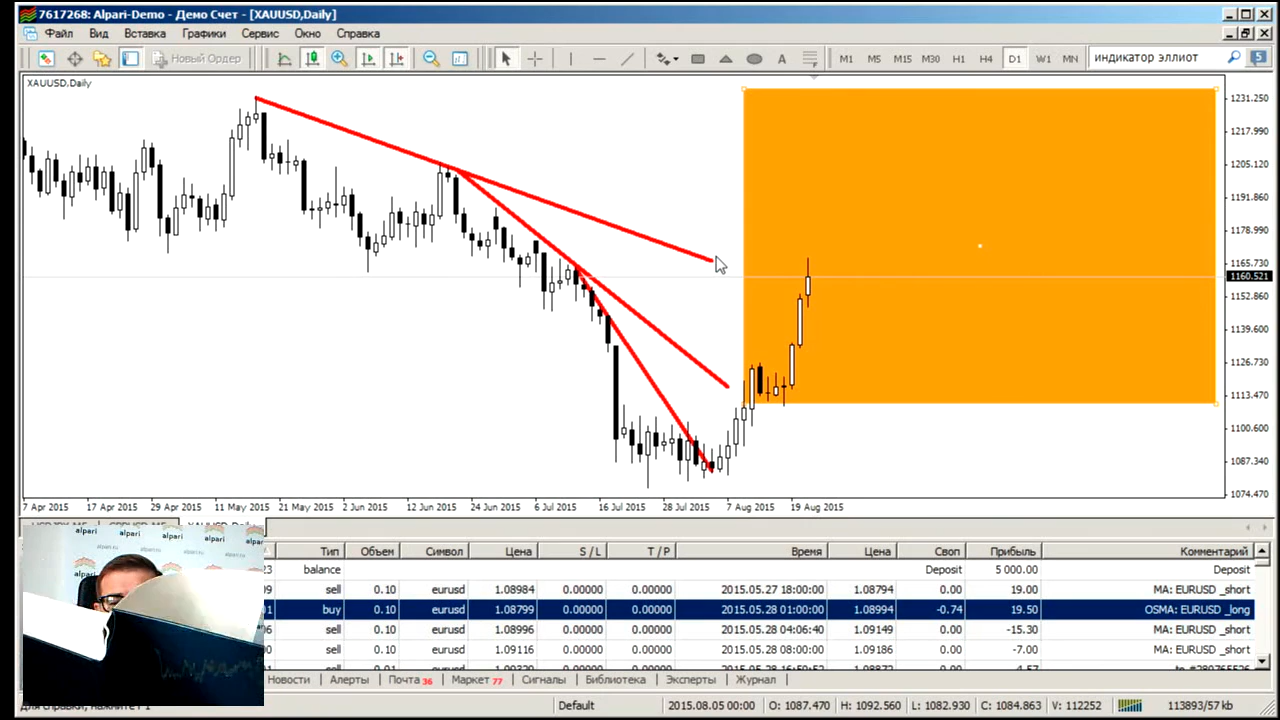 7617268: Alpari-Demo - Демо Счет - [XAUUSD,Daily]
Файл Вид Вставка Графики Сервис Окно Справка
Новый Ордер A M1 M5 M15 M30 H1 H4 D1 W1 MN индикатор эллиот 5
XAUUSD,Daily
1231.250
1217.990
1205.120
1191.860
1178.990
1165.730
1160.521
1152.860
1139.600
1126.730
1113.470
1100.600
1087.340
1074.470
7 Apr 2015 17 Apr 2015 29 Apr 2015 11 May 2015 21 May 2015 2 Jun 2015 12 Jun 2015 24 Jun 2015 6 Jul 2015 16 Jul 2015 28 Jul 2015 7 Aug 2015 19 Aug 2015
alpari alpari
alpari.ru alpari.ru
Тип Объем Символ Цена S / L T / P Время Цена Своп Прибыль Комментарий
balance Deposit 5 000.00 Deposit
sell 0.10 eurusd 1.08984 0.00000 0.00000 2015.05.27 18:00:00 1.08794 0.00 19.00 MA: EURUSD _short
buy 0.10 eurusd 1.08799 0.00000 0.00000 2015.05.28 01:00:00 1.08994 -0.74 19.50 OSMA: EURUSD _long
sell 0.10 eurusd 1.08996 0.00000 0.00000 2015.05.28 04:06:40 1.09149 0.00 -15.30 MA: EURUSD _short
sell 0.10 eurusd 1.09116 0.00000 0.00000 2015.05.28 08:00:00 1.09186 0.00 -7.00 MA: EURUSD _short
Новости Алерты Почта 36 Маркет 77 Сигналы Библиотека Эксперты Журнал
Default 2015.08.05 00:00 O: 1087.470 H: 1092.560 L: 1082.930 C: 1084.863 V: 112252 113893/57 kb